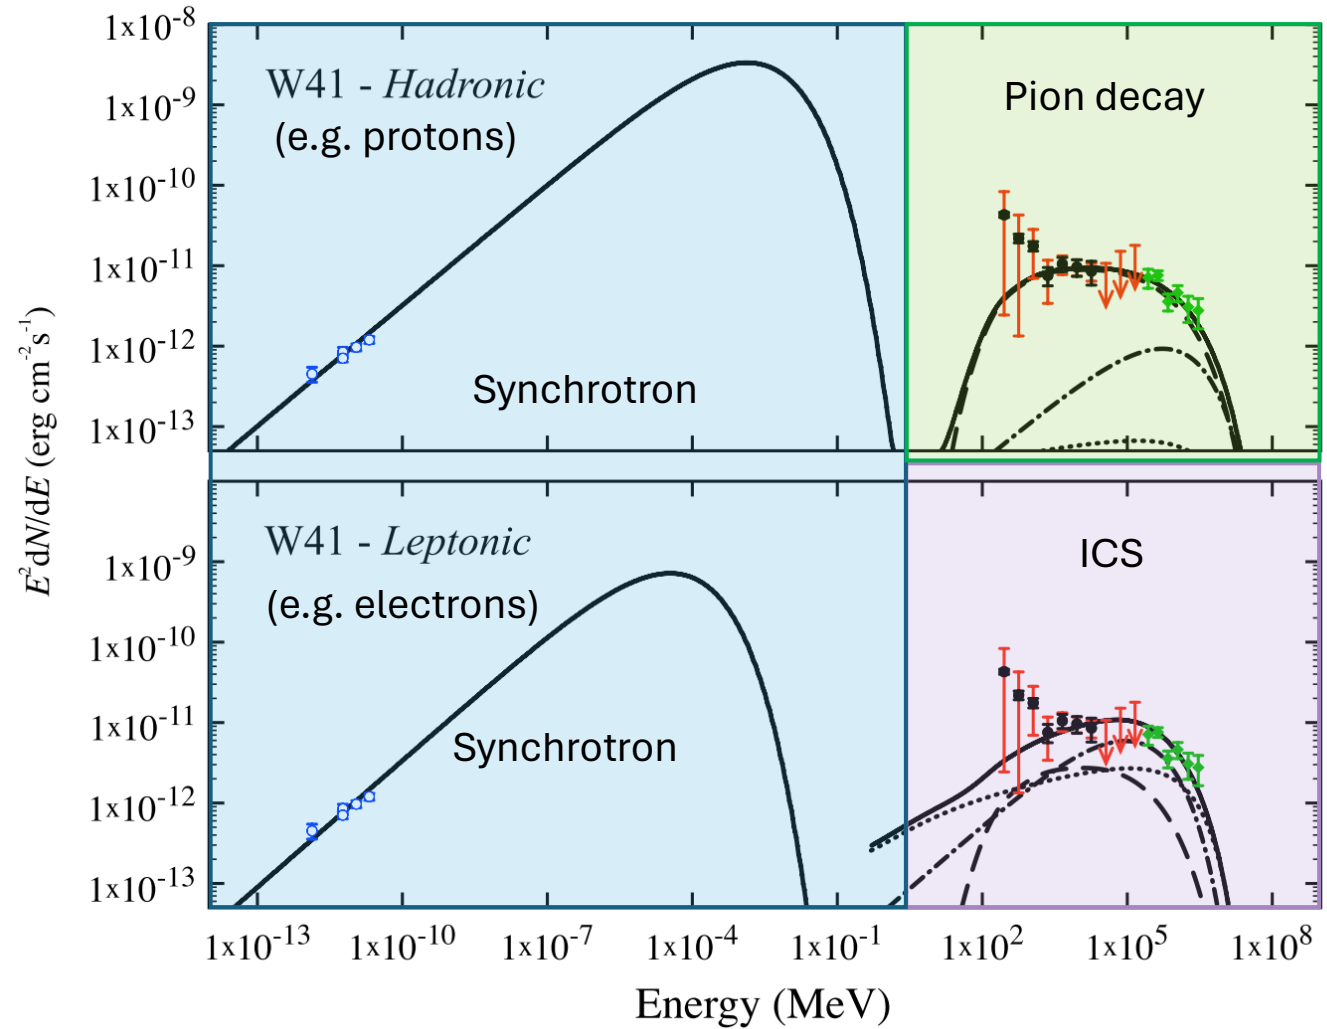 1x10-8
W41 - Hadronic
Pion decay
1x10-9
(e.g. protons)
1x10-10
1x10-11
1x10-12
Synchrotron
1x10-13
E2dN/dE (erg cm-2s-1)
W41 - Leptonic
ICS
1x10-9
(e.g. electrons)
1x10-10
1x10-11
Synchrotron
1x10-12
1x10-13
1x10-13 1x10-10 1x10-7 1x10-4 1x10-1 1x102 1x105 1x108
Energy (MeV)